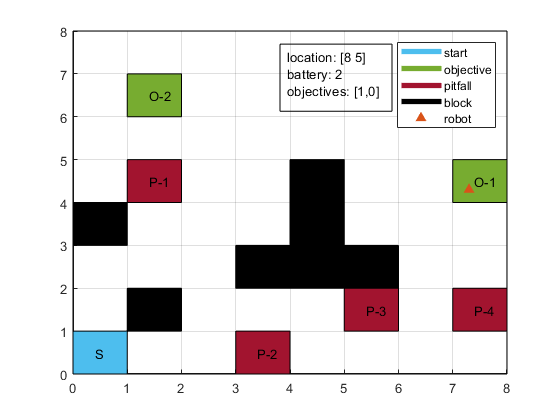 8
7
6
5
4
3
2
1
0
location: [8 5]
battery: 2
objectives: [1,0]
start
objective
pitfall
block
robot
O-2
P-1
O-1
P-3
P-4
S
P-2
0 1 2 3 4 5 6 7 8